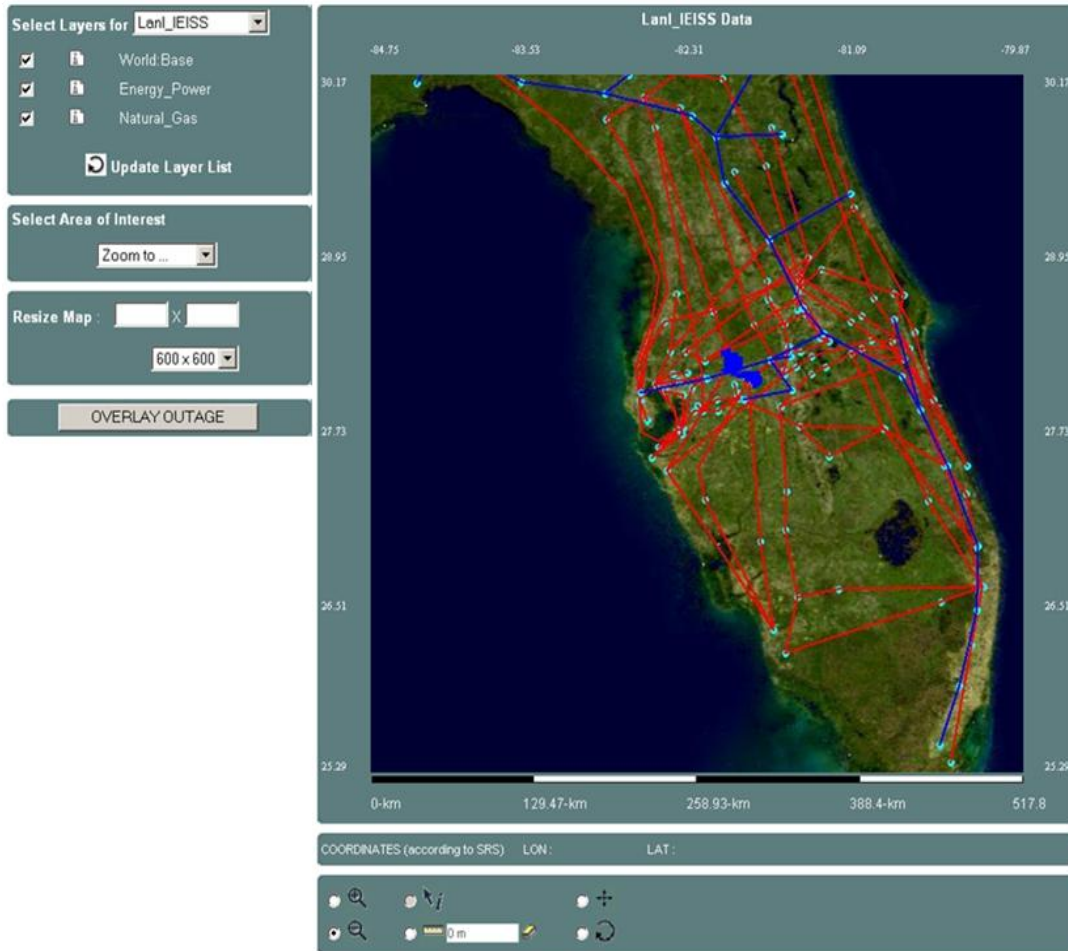 Select Layers for Lanl_IEISS
World:Base
Energy_Power
Natural_Gas
Update Layer List
Select Area of Interest
Zoom to ...
Resize Map : X
600 x 600
OVERLAY OUTAGE
Lanl_IEISS Data
-84.75 -83.53 -82.31 -81.09 -79.87
30.17 30.17
28.95 28.95
27.73 27.73
26.51 26.51
25.29 25.29
0-km 129.47-km 258.93-km 388.4-km 517.8
COORDINATES (according to SRS) LON : LAT :
i
0 m